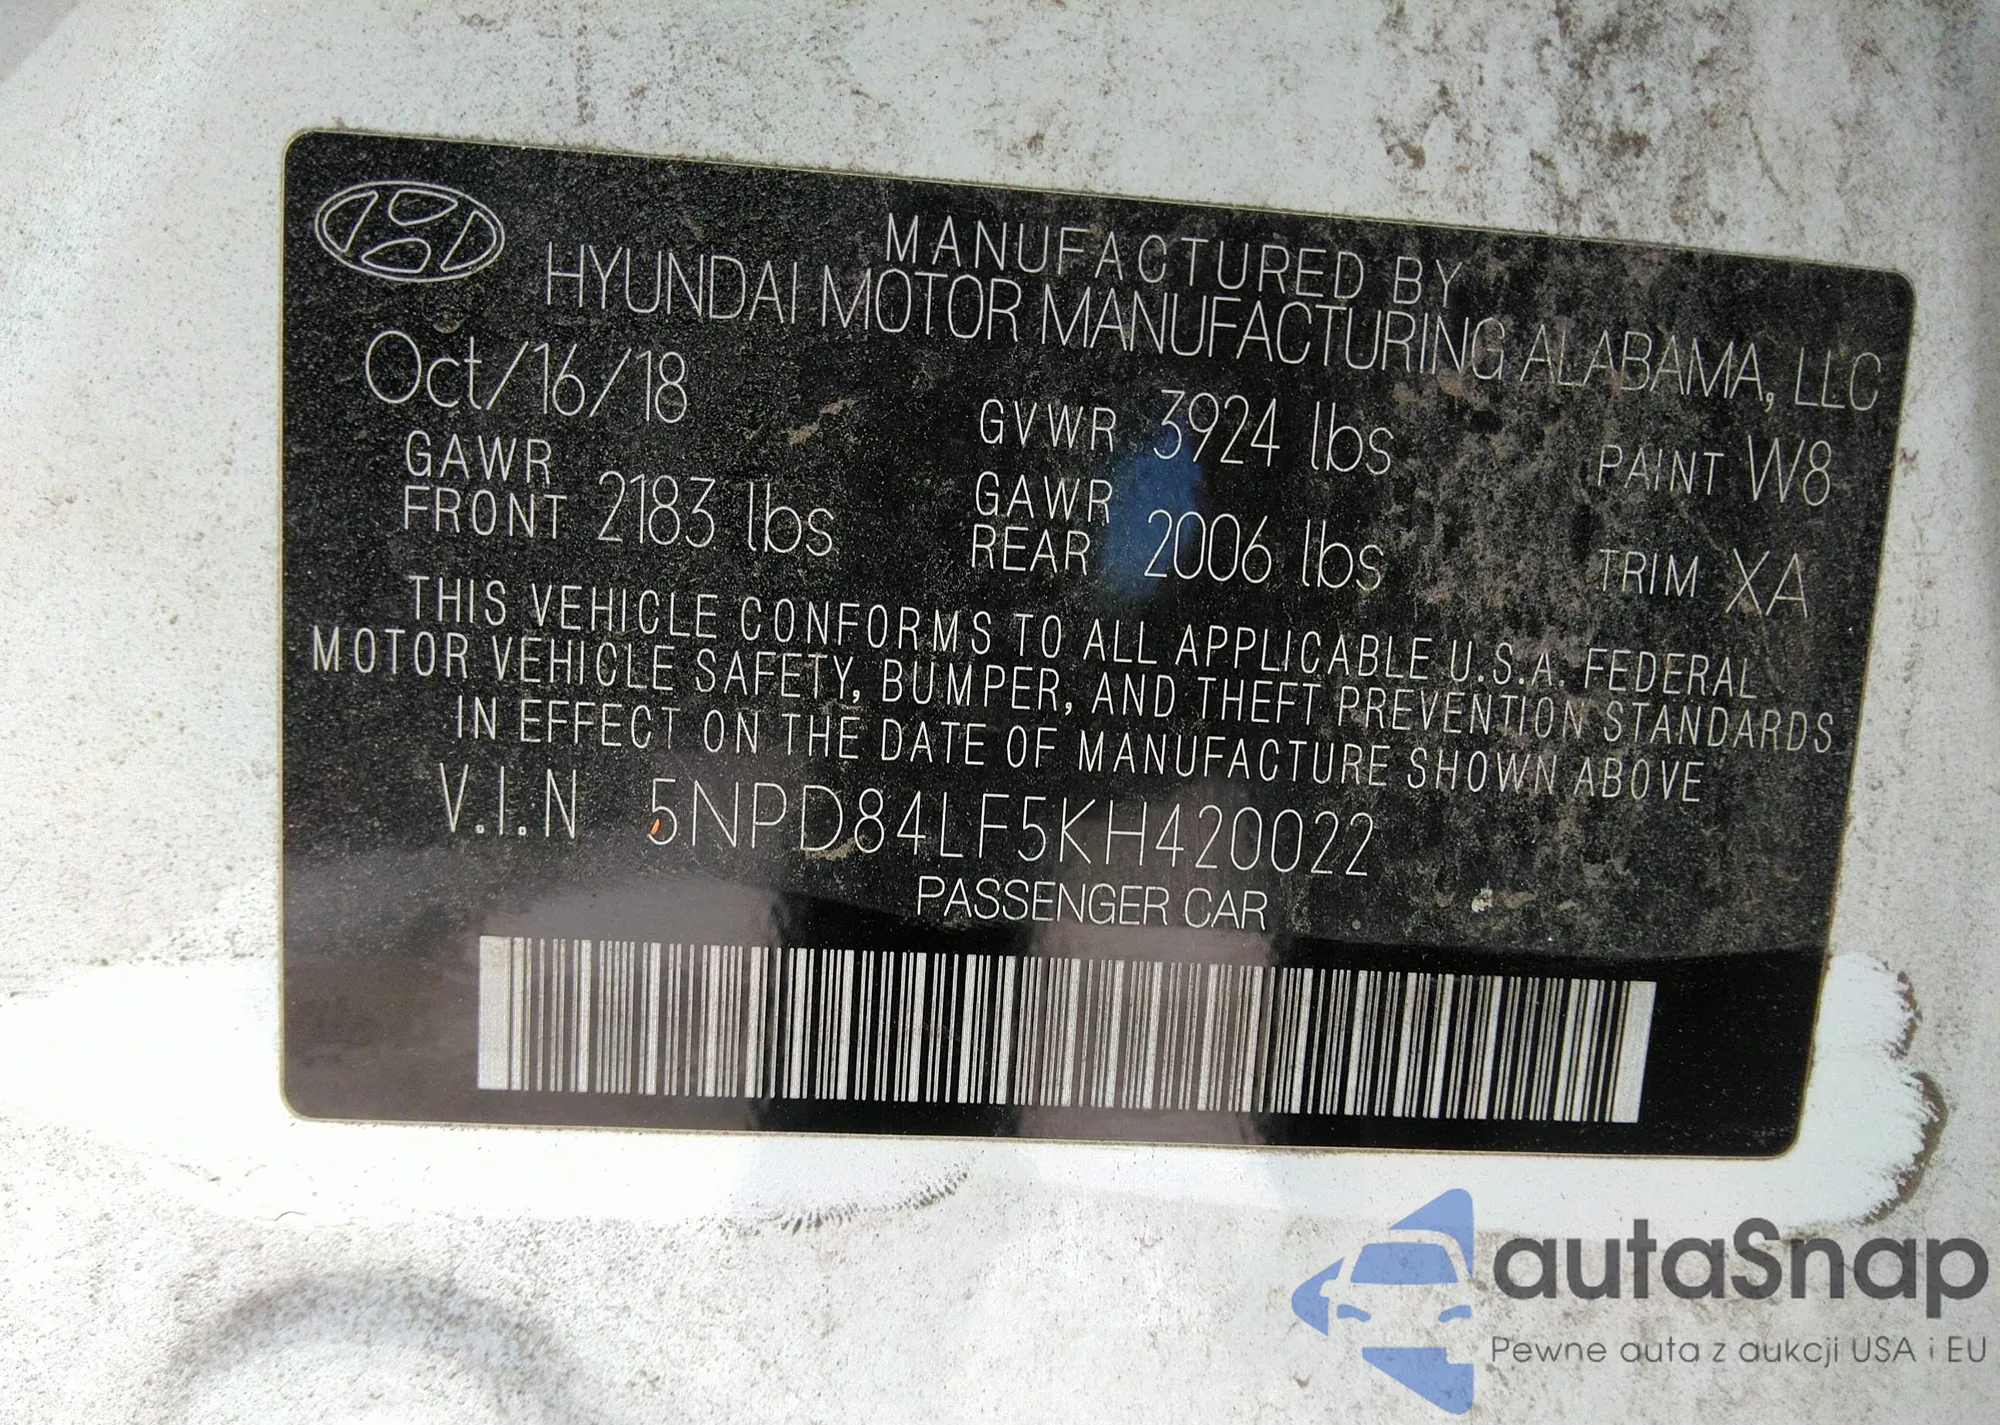 MANUFACTURED BY
HYUNDAI MOTOR MANUFACTURING ALABAMA, LLC
Oct/16/18 GVWR 3924 lbs PAINT W8
GAWR FRONT 2183 lbs GAWR REAR 2006 lbs TRIM XA
THIS VEHICLE CONFORMS TO ALL APPLICABLE U.S.A. FEDERAL
MOTOR VEHICLE SAFETY, BUMPER, AND THEFT PREVENTION STANDARDS
IN EFFECT ON THE DATE OF MANUFACTURE SHOWN ABOVE
V.I.N 5NPD84LF5KH420022
PASSENGER CAR
autaSnap
Pewne auta z aukcji USA i EU